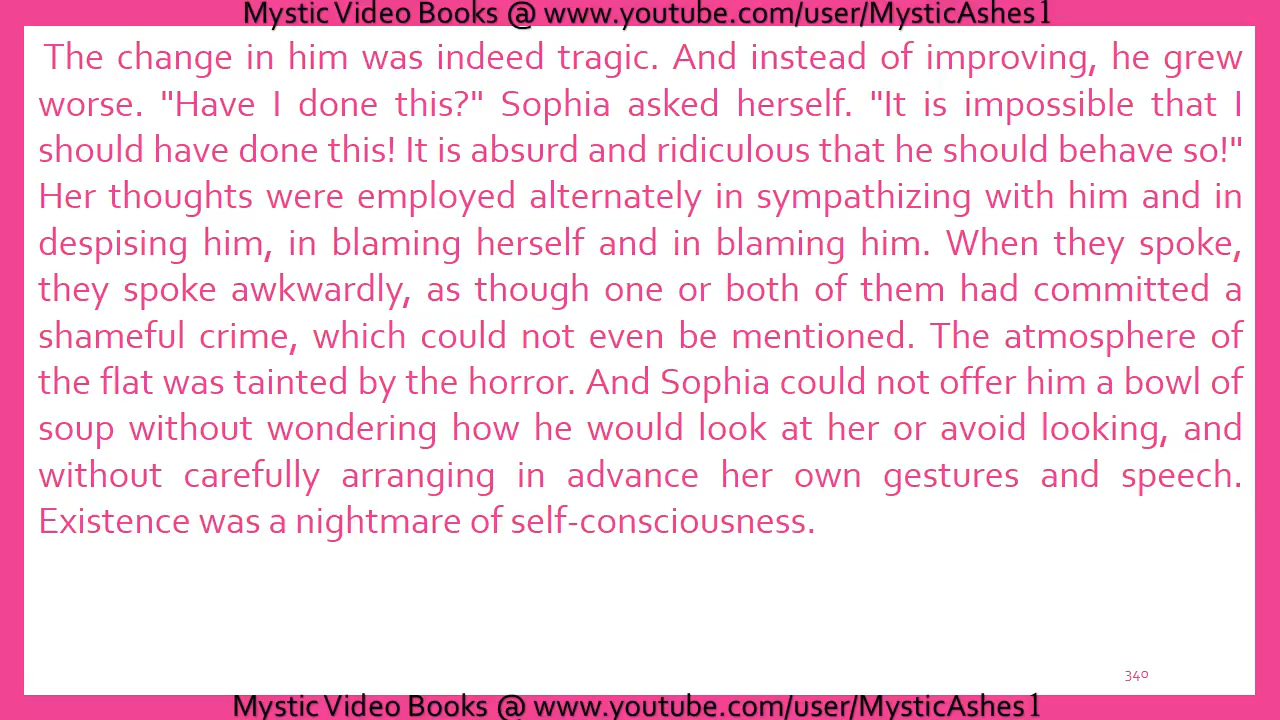 Mystic Video Books @ www.youtube.com/user/MysticAshes1
The change in him was indeed tragic. And instead of improving, he grew
worse. "Have I done this?" Sophia asked herself. "It is impossible that I
should have done this! It is absurd and ridiculous that he should behave so!"
Her thoughts were employed alternately in sympathizing with him and in
despising him, in blaming herself and in blaming him. When they spoke,
they spoke awkwardly, as though one or both of them had committed a
shameful crime, which could not even be mentioned. The atmosphere of
the flat was tainted by the horror. And Sophia could not offer him a bowl of
soup without wondering how he would look at her or avoid looking, and
without carefully arranging in advance her own gestures and speech.
Existence was a nightmare of self-consciousness.
340
Mystic Video Books @ www.youtube.com/user/MysticAshes1